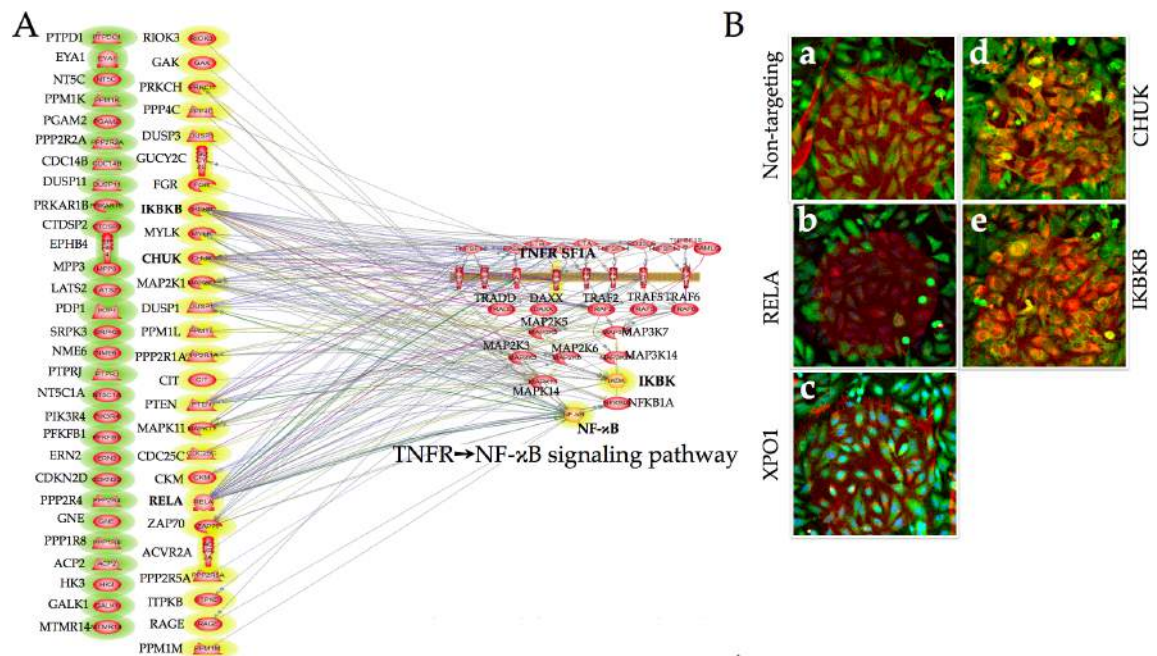 A
PTPD1
EYA1
NT5C
PPM1K
PGAM2
PPP2R2A
CDC14B
DUSP11
PRKAR1B
CTDSP2
EPHB4
MPP3
LATS2
PDP1
SRPK3
NME6
PTPRJ
NT5C1A
PIK3R4
PFKFB1
ERN2
CDKN2D
PPP2R4
GNE
PPP1R8
ACP2
HK3
GALK1
MTMR14
RIOK3
GAK
PRKCH
PPP4C
DUSP3
GUCY2C
FGR
IKBKB
MYLK
CHUK
MAP2K1
DUSP1
PPM1L
PPP2R1A
CIT
PTEN
MAPK11
CDC25C
CKM
RELA
ZAP70
ACVR2A
PPP2R5A
ITPKB
RAGE
PPM1M
TNFR SF1A
TRADD DAXX TRAF2 TRAF5 TRAF6
MAP2K5
MAP3K7
MAP2K3 MAP2K6
MAP3K14
MAPK14
IKBK
NFKB1A
NF-κB
TNFR→NF-κB signaling pathway
B
Non-targeting
a
d
CHUK
RELA
b
e
IKBKB
XPO1
c